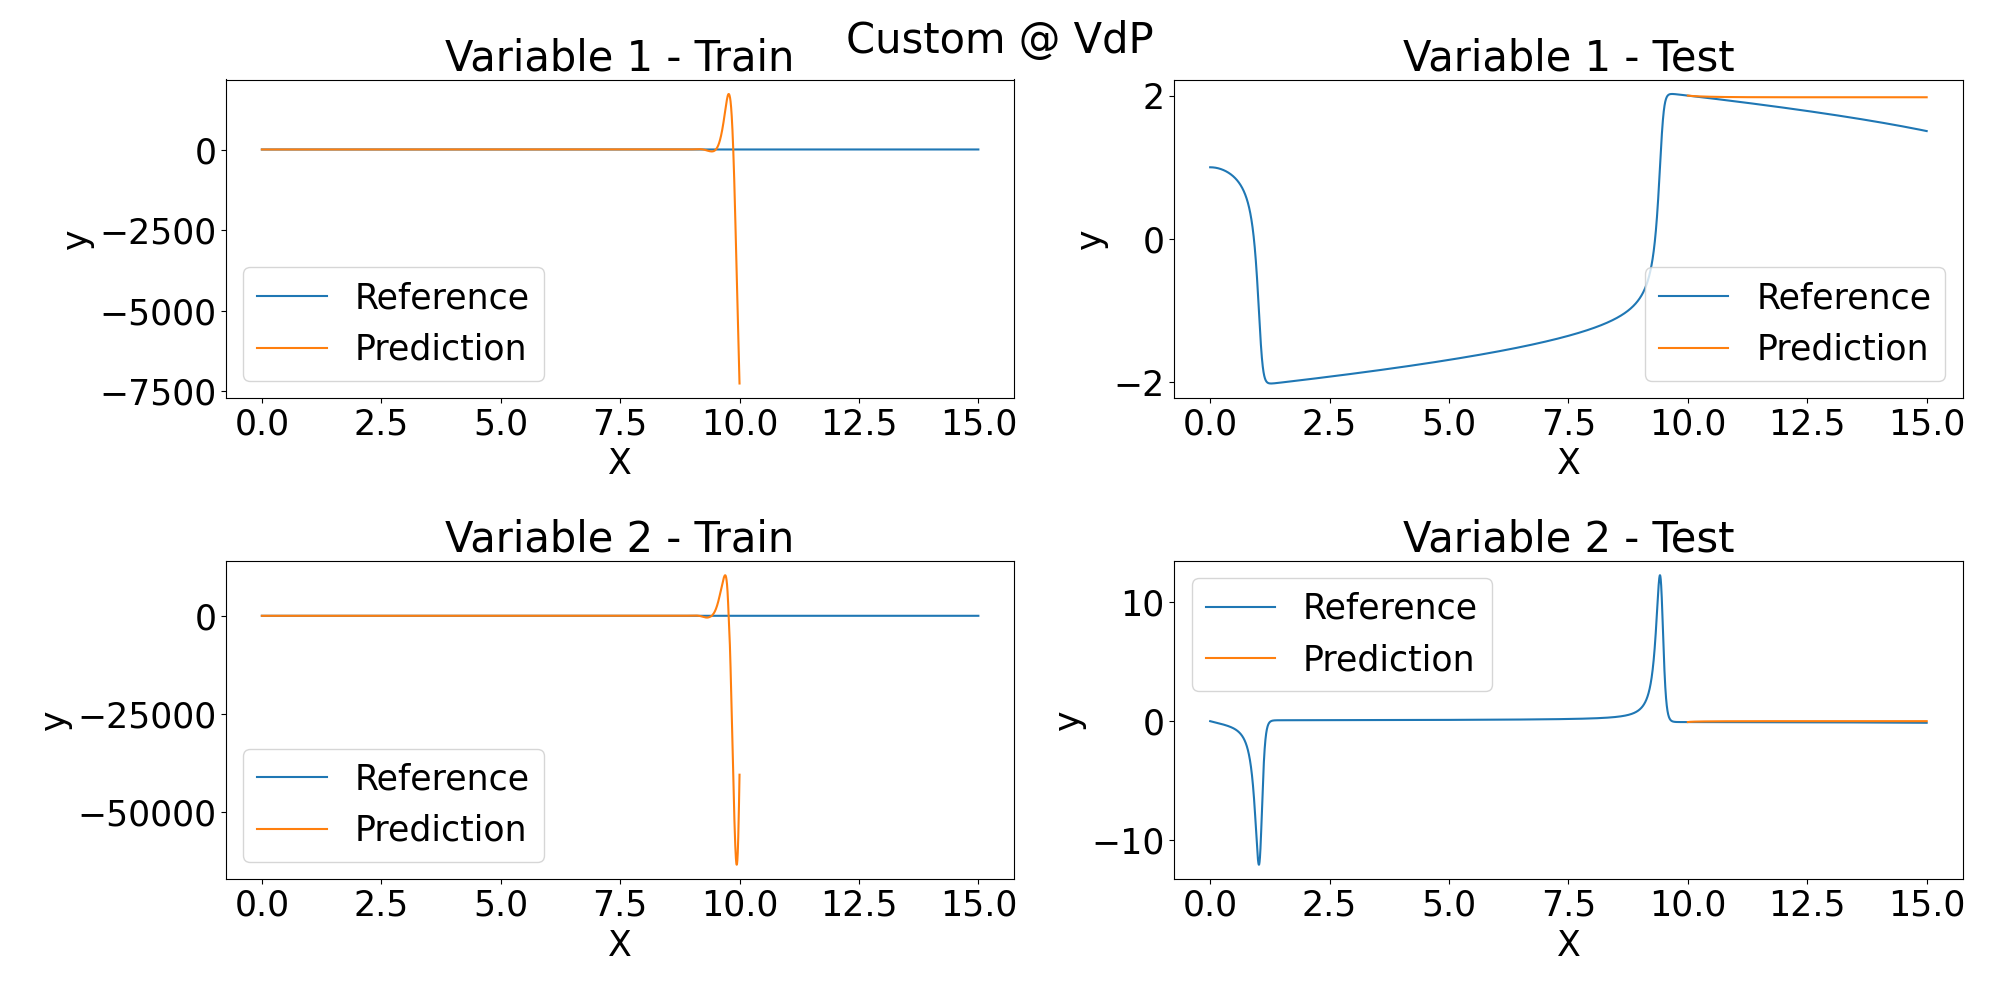 Custom @ VdP
Variable 1 - Train
y
0
−2500
−5000
−7500
Reference
Prediction
0.0 2.5 5.0 7.5 10.0 12.5 15.0
X
Variable 1 - Test
y
2
0
−2
Reference
Prediction
0.0 2.5 5.0 7.5 10.0 12.5 15.0
X
Variable 2 - Train
y
0
−25000
−50000
Reference
Prediction
0.0 2.5 5.0 7.5 10.0 12.5 15.0
X
Variable 2 - Test
y
10
0
−10
Reference
Prediction
0.0 2.5 5.0 7.5 10.0 12.5 15.0
X